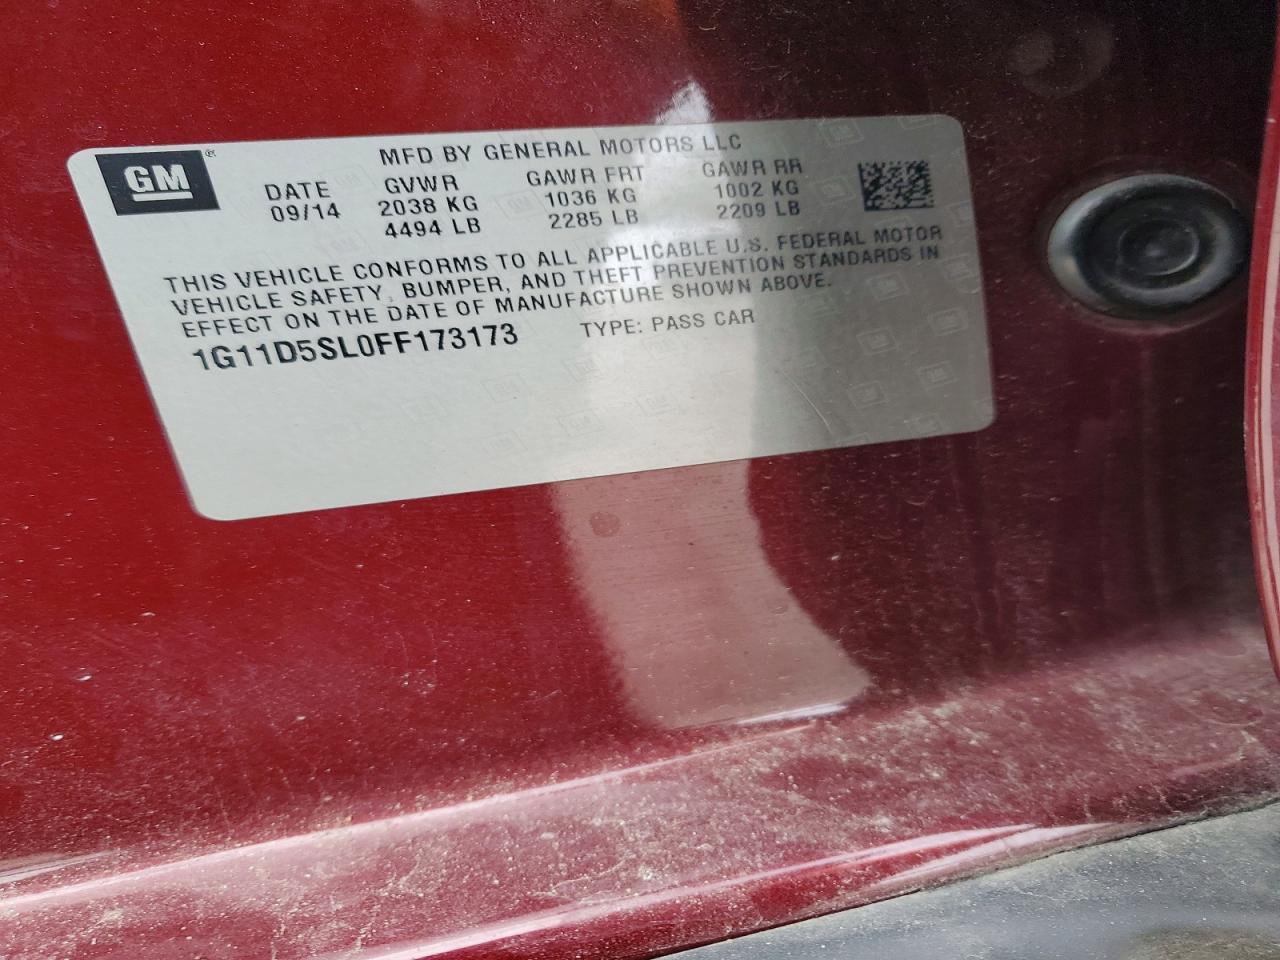 GM®
MFD BY GENERAL MOTORS LLC
DATE GVWR GAWR FRT GAWR RR
09/14 2038 KG 1036 KG 1002 KG
4494 LB 2285 LB 2209 LB
THIS VEHICLE CONFORMS TO ALL APPLICABLE U.S. FEDERAL MOTOR
VEHICLE SAFETY, BUMPER, AND THEFT PREVENTION STANDARDS IN
EFFECT ON THE DATE OF MANUFACTURE SHOWN ABOVE.
1G11D5SL0FF173173 TYPE: PASS CAR